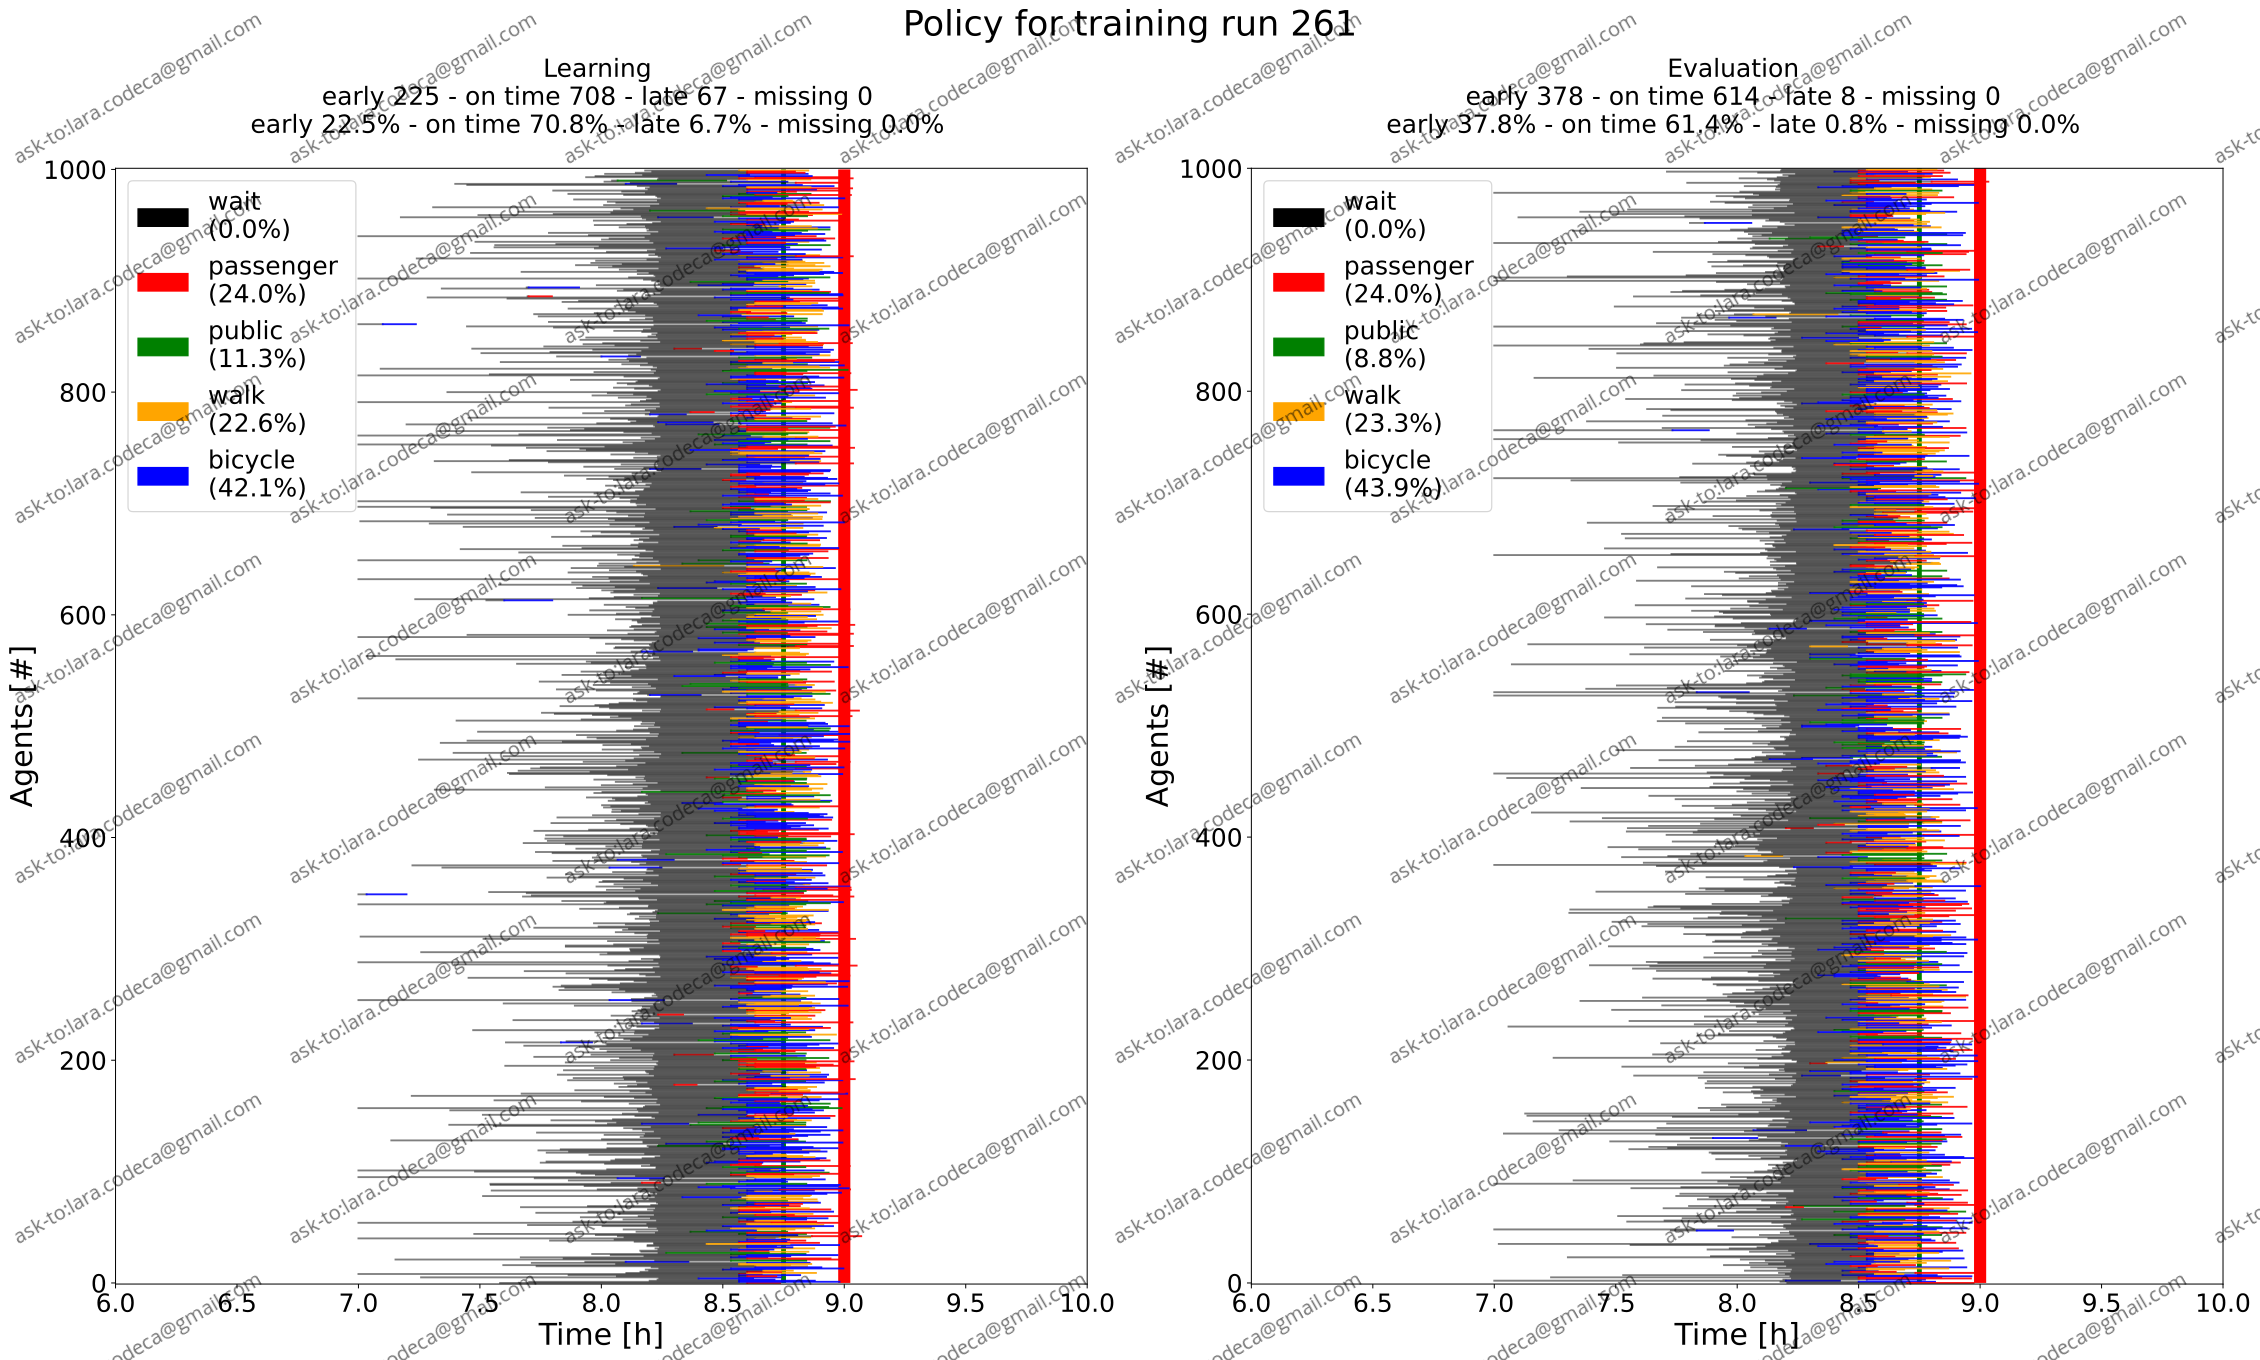 Policy for training run 261
Learning
early 225 - on time 708 - late 67 - missing 0
early 22.5% - on time 70.8% - late 6.7% - missing 0.0%
1000
800
600
400
200
0
Agents [#]
wait
(0.0%)
passenger
(24.0%)
public
(11.3%)
walk
(22.6%)
bicycle
(42.1%)
6.0 6.5 7.0 7.5 8.0 8.5 9.0 9.5 10.0
Time [h]
Evaluation
early 378 - on time 614 - late 8 - missing 0
early 37.8% - on time 61.4% - late 0.8% - missing 0.0%
1000
800
600
400
200
0
Agents [#]
wait
(0.0%)
passenger
(24.0%)
public
(8.8%)
walk
(23.3%)
bicycle
(43.9%)
6.0 6.5 7.0 7.5 8.0 8.5 9.0 9.5 10.0
Time [h]
ask-to:lara.codeca@gmail.com